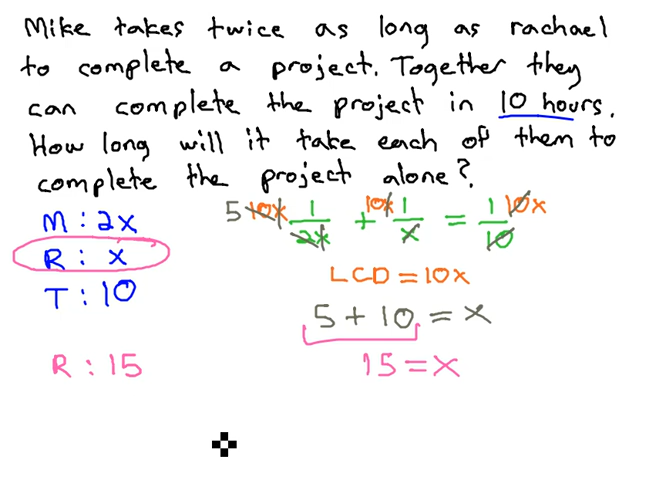 Mike takes twice as long as rachael
to complete a project. Together they
can complete the project in 10 hours.
How long will it take each of them to
complete the project alone?
M : 2x
5 10x 1/2x + 10x 1/x = 1/10 10x
R : x
LCD = 10x
T : 10
5 + 10 = x
R : 15
15 = x